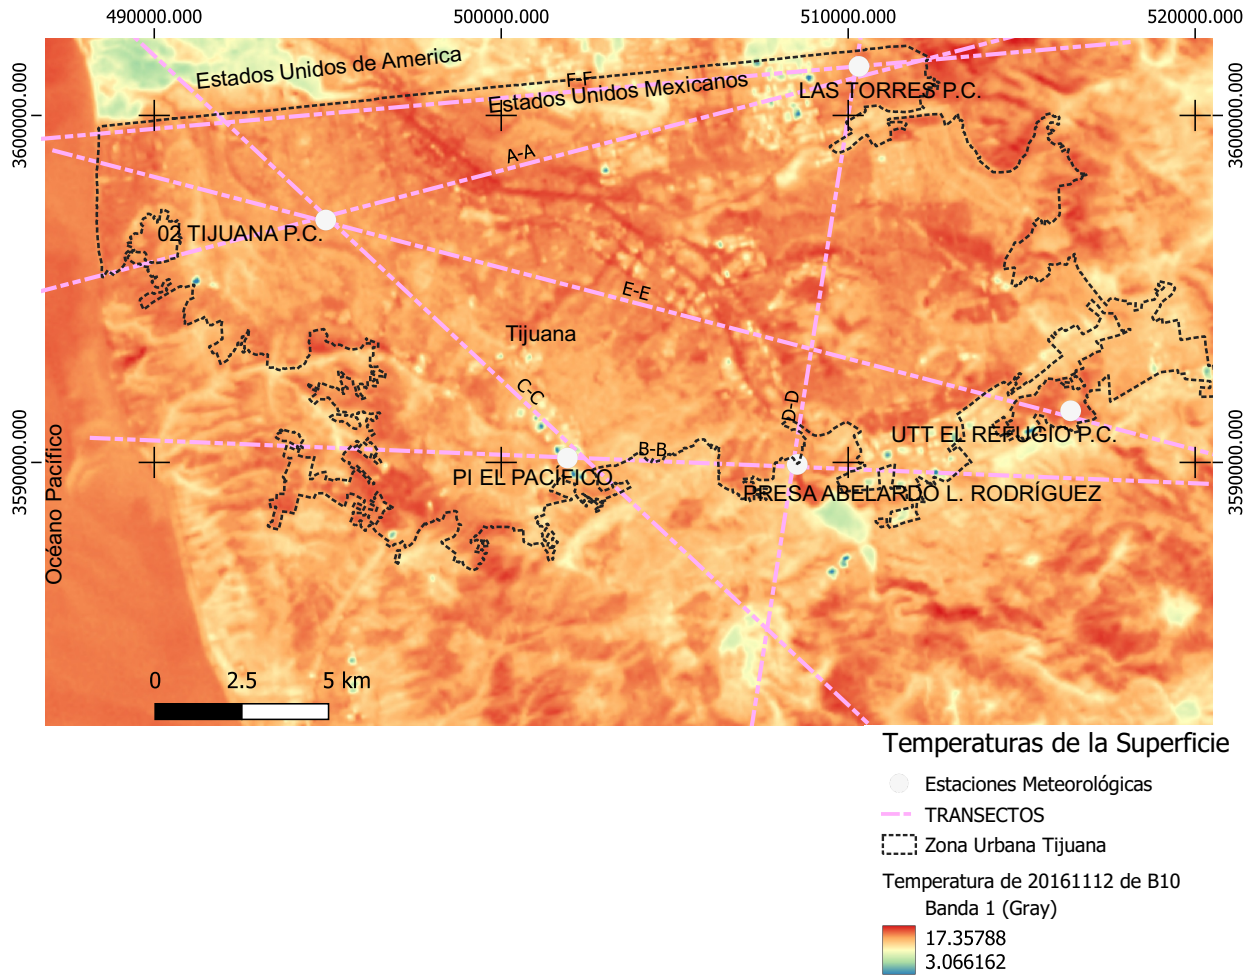 490000.000
500000.000
510000.000
520000.000
3600000.000
3600000.000
Estados Unidos de America
F-F
Estados Unidos Mexicanos
LAS TORRES P.C.
A-A
02 TIJUANA P.C.
E-E
Tijuana
C-C
D-D
B-B
UTT EL REFUGIO P.C.
PI EL PACÍFICO
PRESA ABELARDO L. RODRÍGUEZ
3590000.000
3590000.000
Océano Pacífico
0 2.5 5 km
Temperaturas de la Superficie
Estaciones Meteorológicas
TRANSECTOS
Zona Urbana Tijuana
Temperatura de 20161112 de B10
Banda 1 (Gray)
17.35788
3.066162